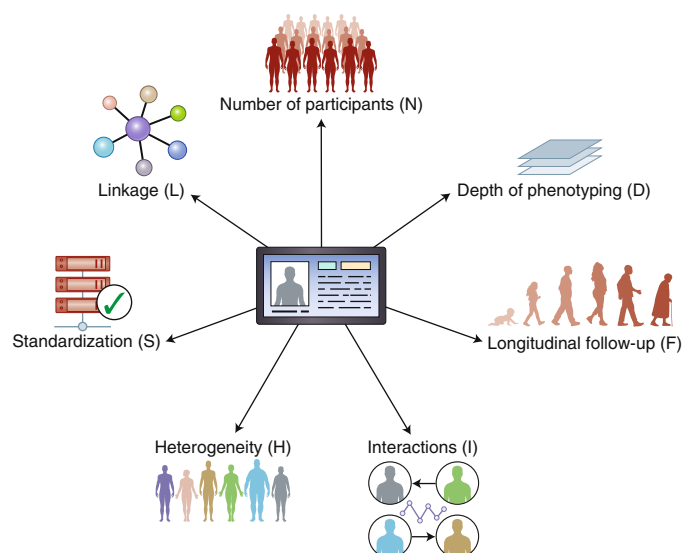 Number of participants (N)
Linkage (L)
Depth of phenotyping (D)
Standardization (S)
Longitudinal follow-up (F)
Heterogeneity (H)
Interactions (I)